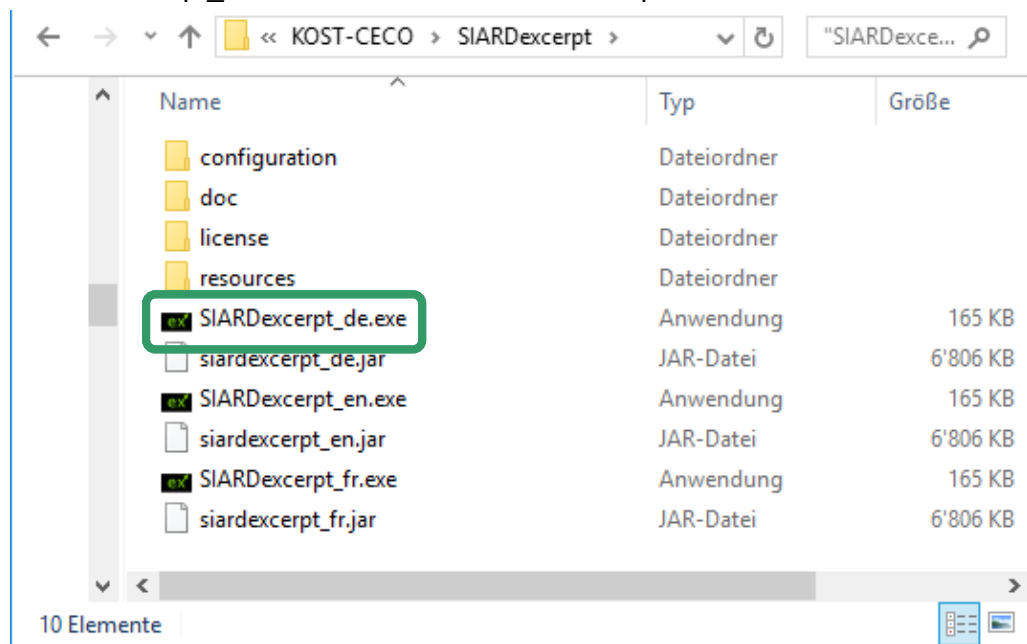 « KOST-CECO > SIARDexcerpt > "SIARDexce...
Name Typ Größe
configuration Dateiordner
doc Dateiordner
license Dateiordner
resources Dateiordner
SIARDexcerpt_de.exe Anwendung 165 KB
siardexcerpt_de.jar JAR-Datei 6'806 KB
SIARDexcerpt_en.exe Anwendung 165 KB
siardexcerpt_en.jar JAR-Datei 6'806 KB
SIARDexcerpt_fr.exe Anwendung 165 KB
siardexcerpt_fr.jar JAR-Datei 6'806 KB
10 Elemente